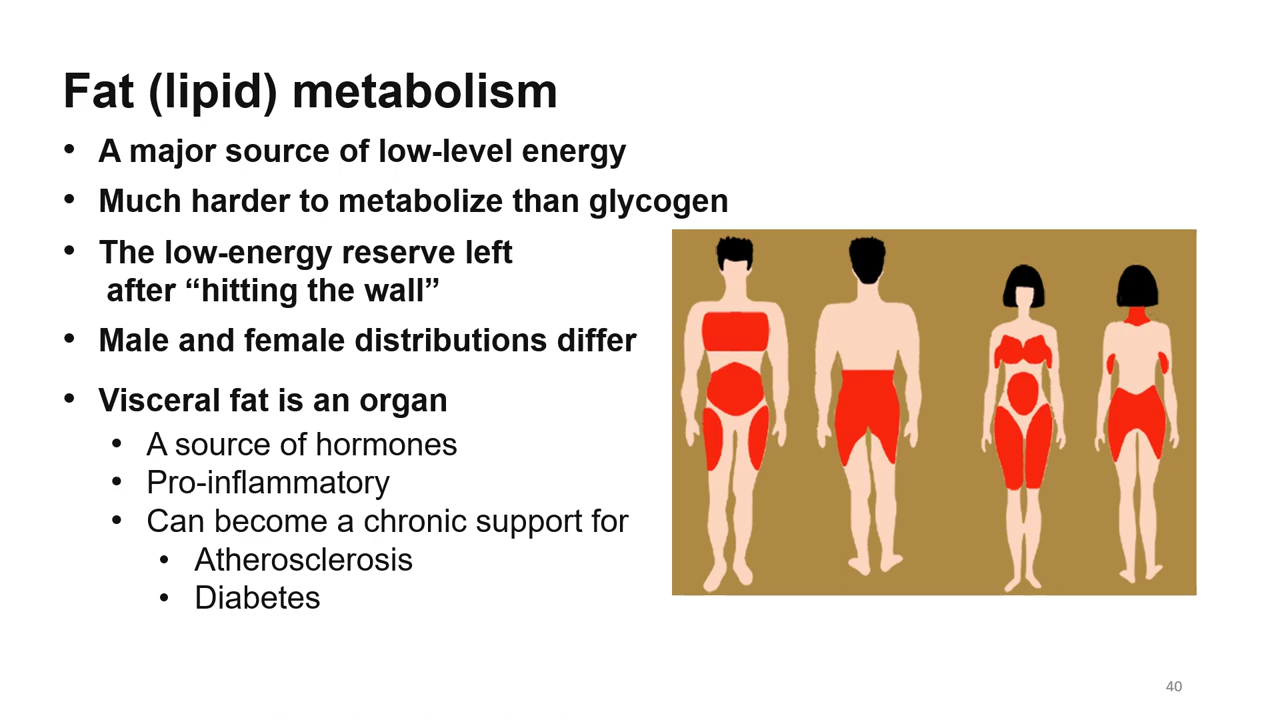 Fat (lipid) metabolism
• A major source of low-level energy
• Much harder to metabolize than glycogen
• The low-energy reserve left
after “hitting the wall”
• Male and female distributions differ
• Visceral fat is an organ
• A source of hormones
• Pro-inflammatory
• Can become a chronic support for
• Atherosclerosis
• Diabetes
40